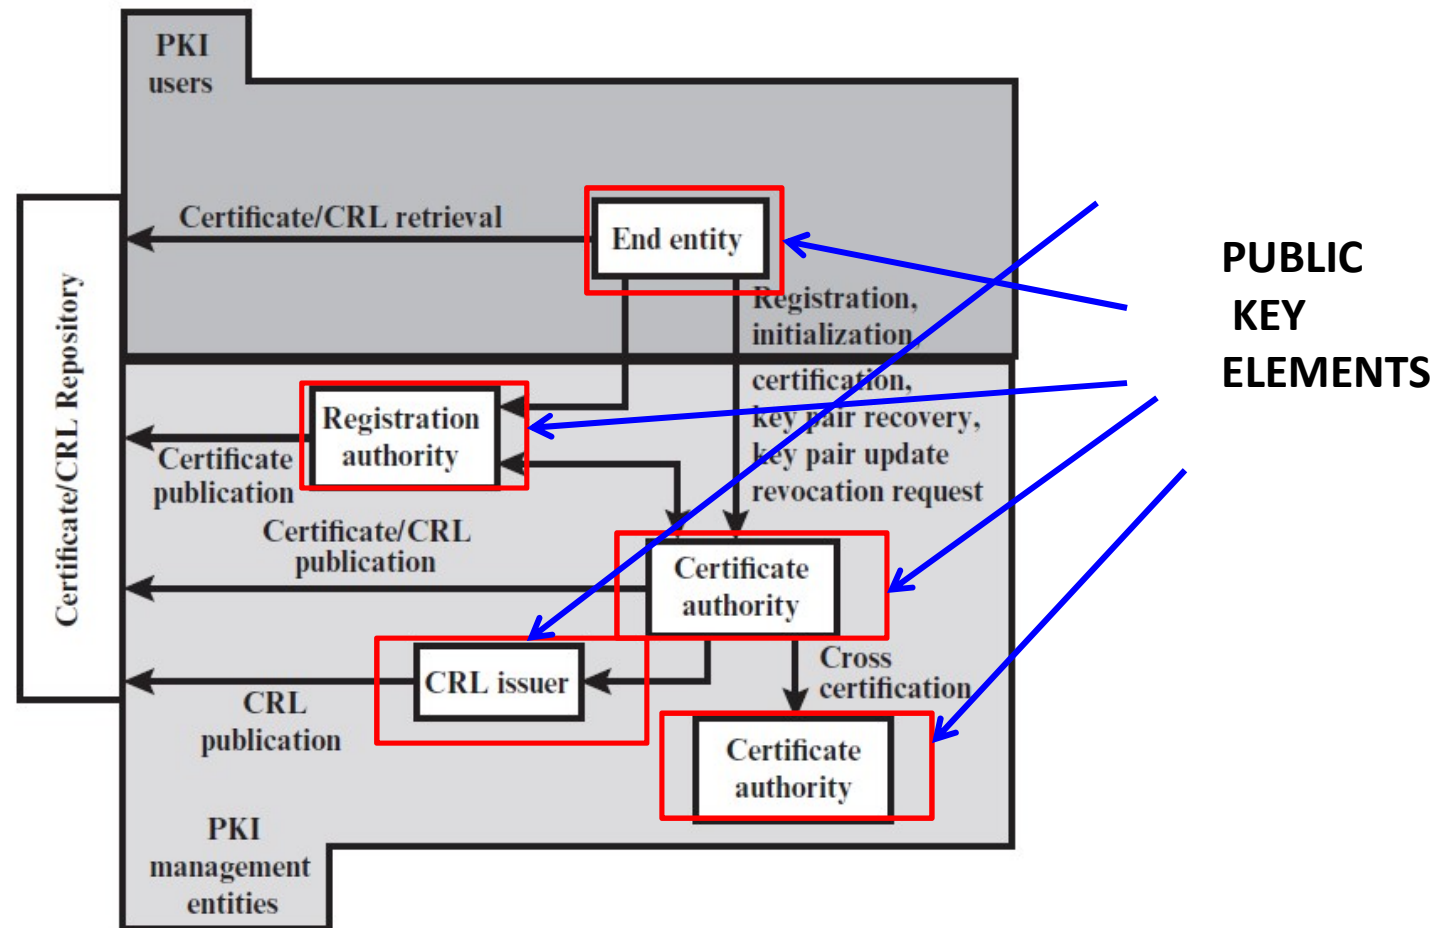 PKI
users
Certificate/CRL retrieval
End entity
PUBLIC
KEY
ELEMENTS
Registration,
initialization,
certification,
key pair recovery,
key pair update
revocation request
Certificate/CRL Repository
Registration
authority
Certificate
publication
Certificate/CRL
publication
Certificate
authority
Cross
certification
CRL issuer
CRL
publication
Certificate
authority
PKI
management
entities